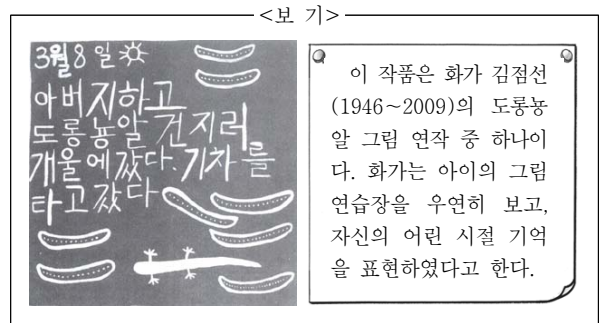 <보 기>
3월 8일
아버지하고
도롱뇽알 건지러
개울에 갔다. 기차를
타고 갔다
이 작품은 화가 김점선
(1946~2009)의 도롱뇽
알 그림 연작 중 하나이
다. 화가는 아이의 그림
연습장을 우연히 보고,
자신의 어린 시절 기억
을 표현하였다고 한다.